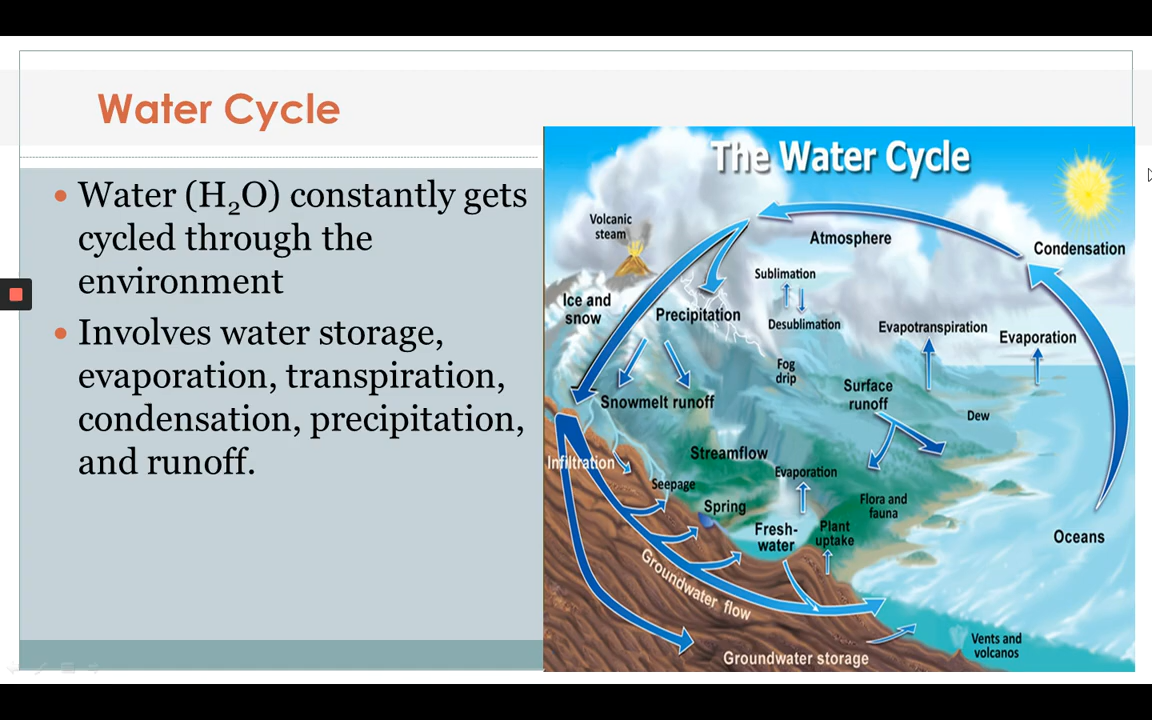 Water Cycle
• Water (H₂O) constantly gets
cycled through the
environment
• Involves water storage,
evaporation, transpiration,
condensation, precipitation,
and runoff.
The Water Cycle
Volcanic
steam
Atmosphere
Condensation
Sublimation
Ice and
snow
Precipitation
Desublimation
Evapotranspiration
Evaporation
Fog
drip
Surface
runoff
Snowmelt runoff
Dew
Streamflow
Infiltration
Evaporation
Seepage
Flora and
fauna
Spring
Fresh-
water
Plant
uptake
Oceans
Groundwater flow
Vents and
volcanos
Groundwater storage